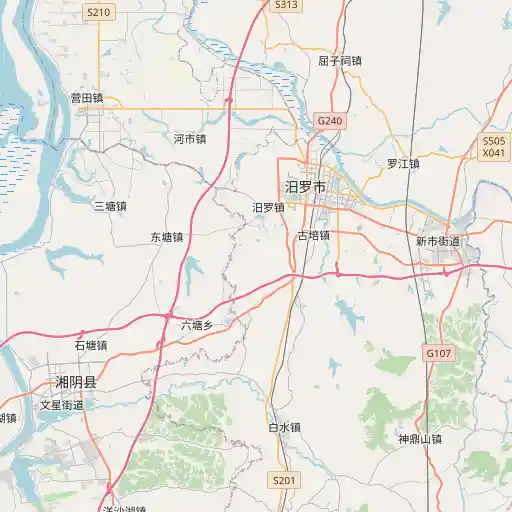 S313
S210
屈子祠镇
营田镇
G240
河市镇
S505
X041
罗江镇
汨罗市
三塘镇
汨罗镇
东塘镇
古培镇
新市街道
六塘乡
石塘镇
G107
湘阴县
文星街道
湖镇
白水镇
神鼎山镇
S201
洋沙湖镇